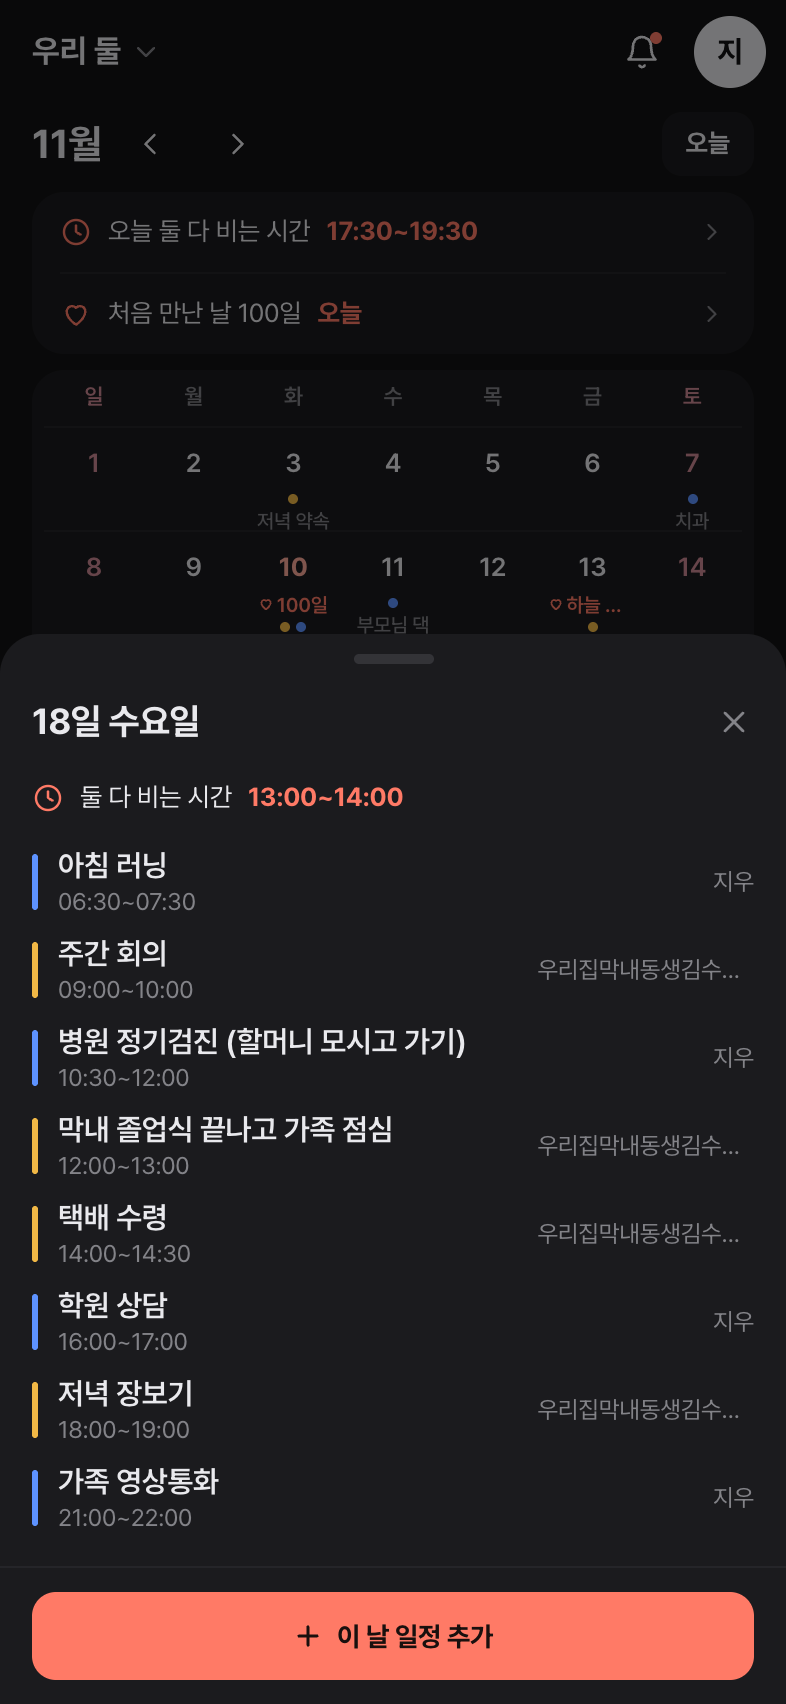 우리 둘
지
11월
오늘
오늘 둘 다 비는 시간 17:30~19:30
처음 만난 날 100일 오늘
일 월 화 수 목 금 토
1 2 3 4 5 6 7
저녁 약속 치과
8 9 10 11 12 13 14
100일 하늘 ...
부모님 댁
18일 수요일
둘 다 비는 시간 13:00~14:00
아침 러닝
06:30~07:30
지우
주간 회의
09:00~10:00
우리집막내동생김수...
병원 정기검진 (할머니 모시고 가기)
10:30~12:00
지우
막내 졸업식 끝나고 가족 점심
12:00~13:00
우리집막내동생김수...
택배 수령
14:00~14:30
우리집막내동생김수...
학원 상담
16:00~17:00
지우
저녁 장보기
18:00~19:00
우리집막내동생김수...
가족 영상통화
21:00~22:00
지우
이 날 일정 추가